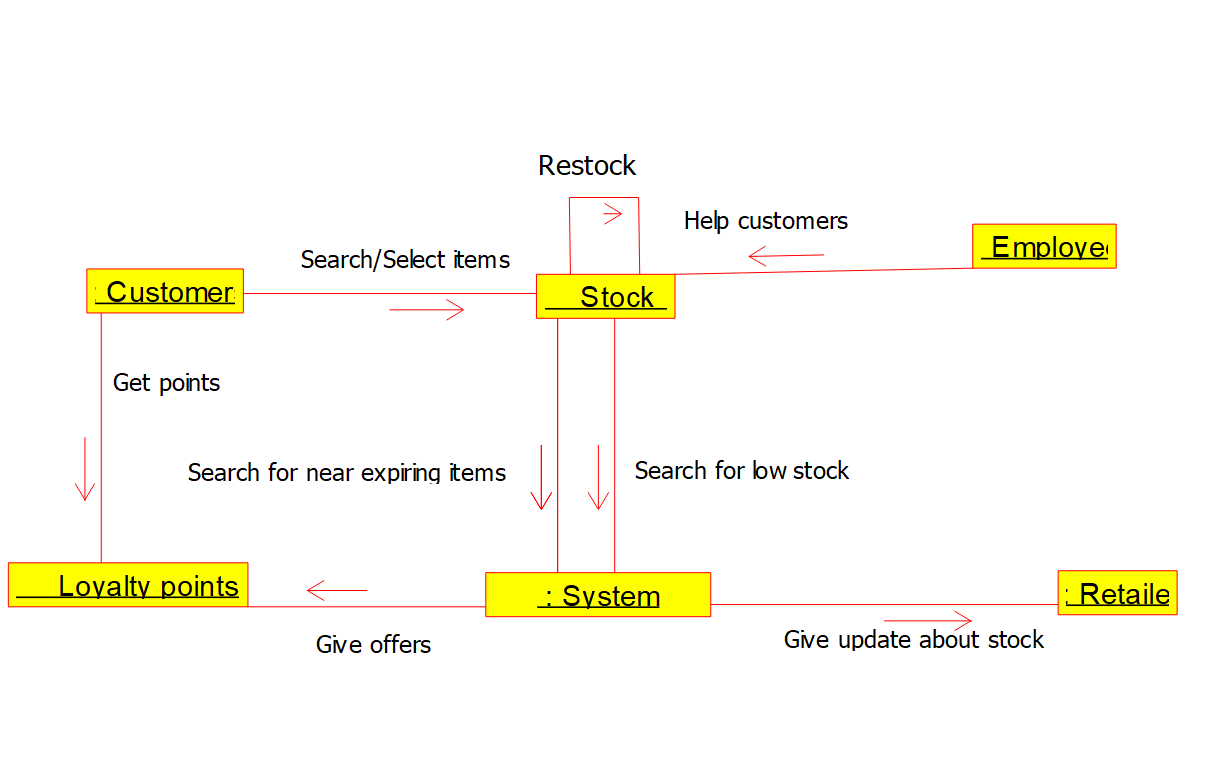 Restock
Help customers
Employee
Search/Select items
: Customer
Stock
Get points
Search for near expiring items
Search for low stock
Loyalty points
: System
: Retaile
Give offers
Give update about stock